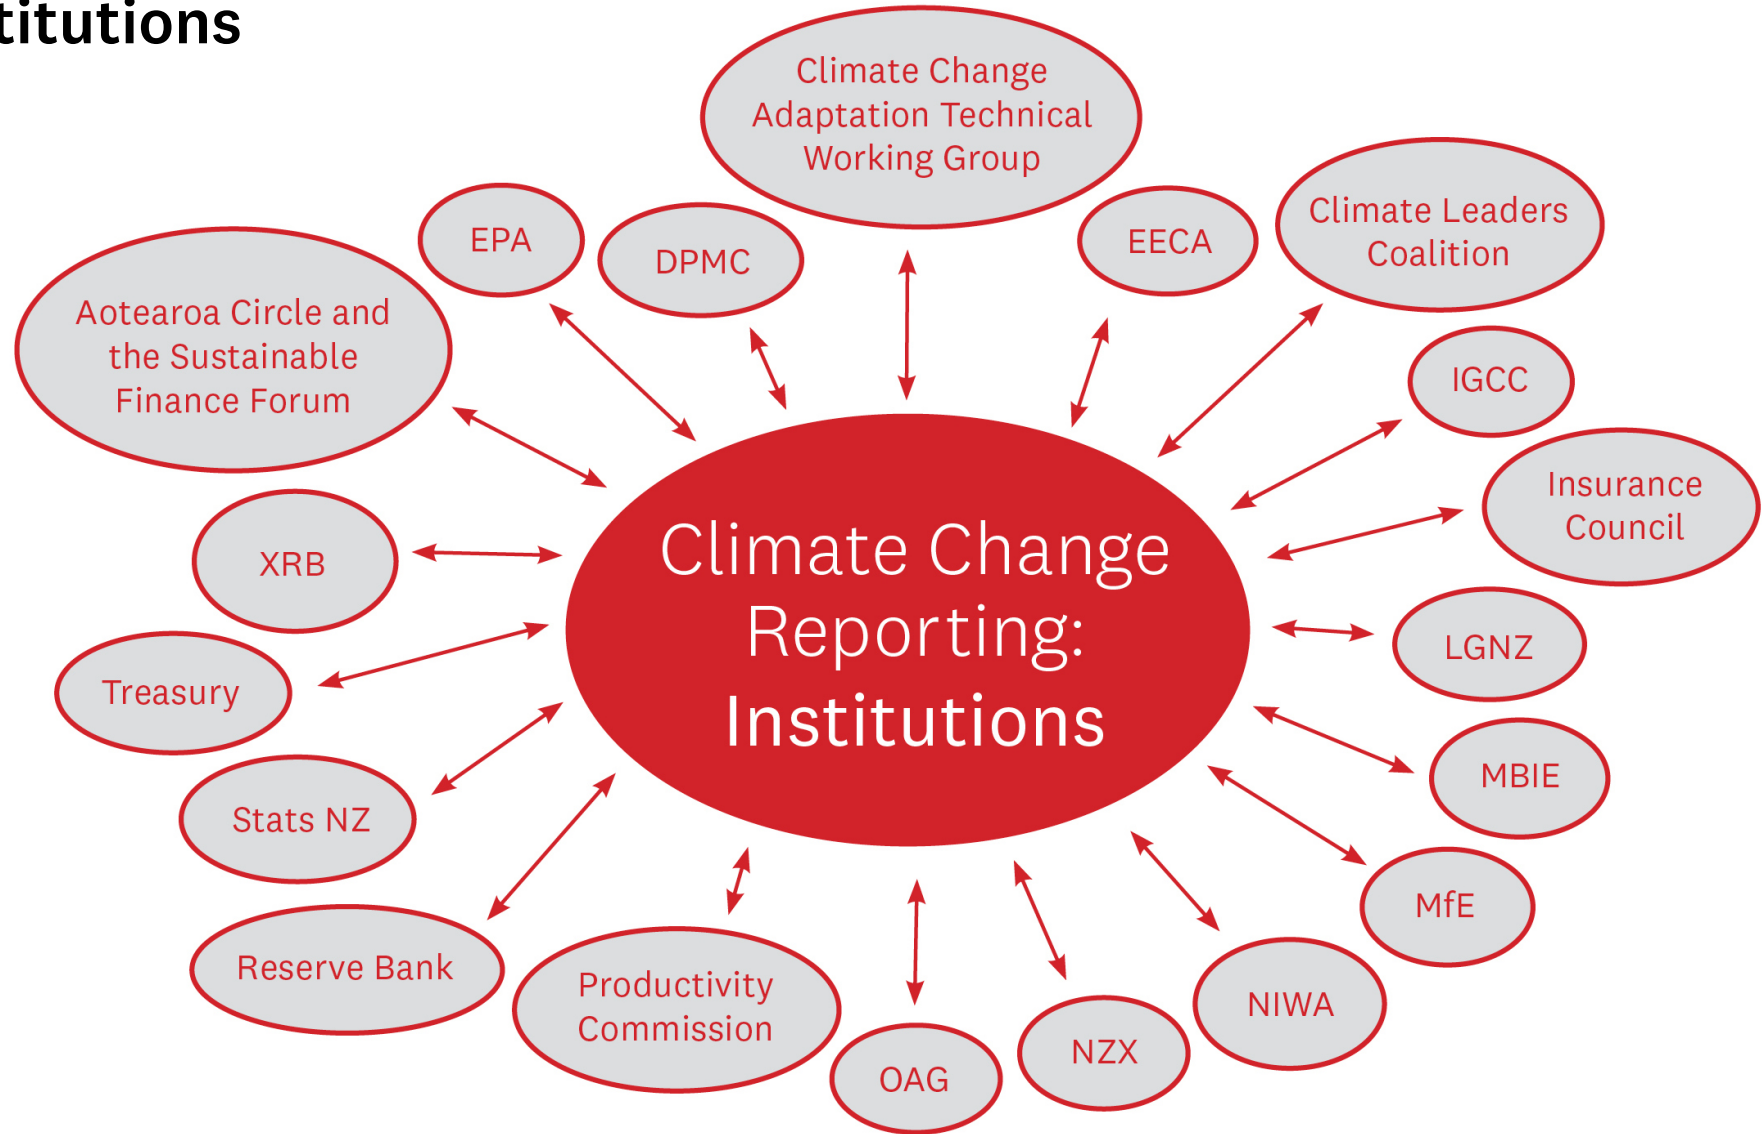 titutions
Climate Change
Adaptation Technical
Working Group
EPA
DPMC
EECA
Climate Leaders
Coalition
Aotearoa Circle and
the Sustainable
Finance Forum
IGCC
Insurance
Council
XRB
Climate Change
Reporting:
Institutions
LGNZ
Treasury
MBIE
Stats NZ
MfE
Reserve Bank
Productivity
Commission
NIWA
NZX
OAG